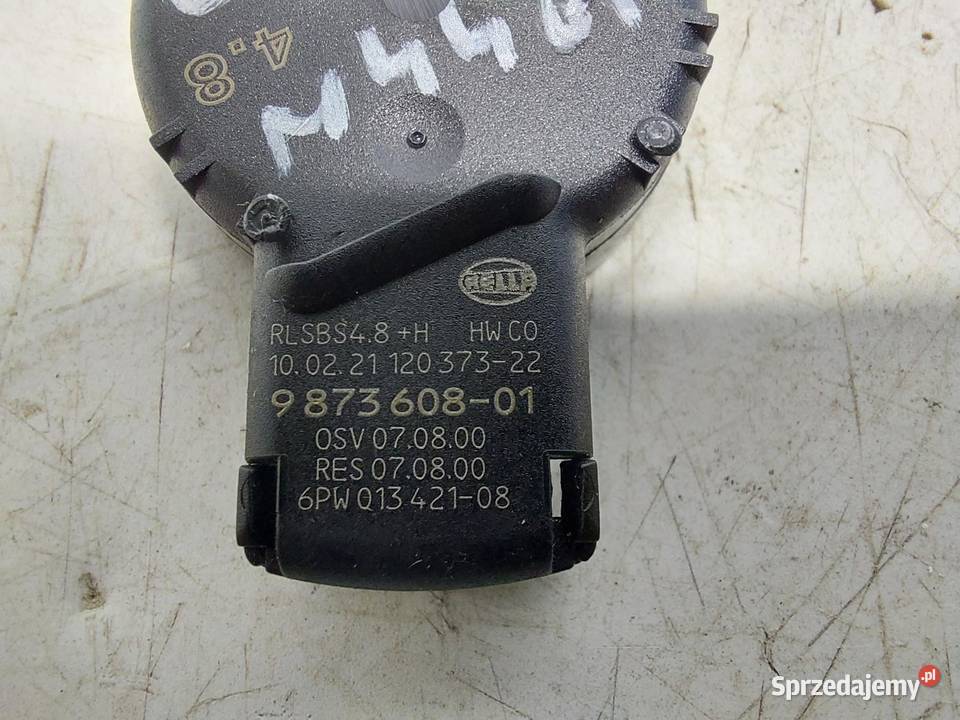 4.8
HELLA
RLSBS4.8 +H HW C0
10.02.21 120 373-22
9 873 608-01
OSV 07.08.00
RES 07.08.00
6PW 013 421-08
Sprzedajemy.pl